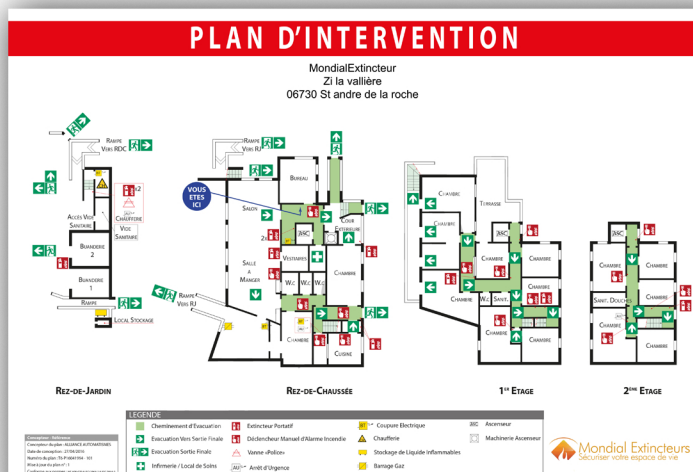 PLAN D'INTERVENTION
MondialExtincteur
Zi la vallière
06730 St andre de la roche
RAMPE
VERS RDC
x2
ACCÈS VIDE
SANITAIRE
CHAUFFERIE
VIDE
SANITAIRE
BUANDERIE
2
BUANDERIE
1
RAMPE
LOCAL STOCKAGE
REZ-DE-JARDIN
RAMPE
VERS RJ
BUREAU
VOUS
ETES
ICI
SALON
ASC
COUR
EXTERIEURE
2x
VESTIAIRES
SALLE
À
MANGER
CHAMBRE
W.C
W.C
W.C
RAMPE
VERS RJ
CHAMBRE
CUISINE
REZ-DE-CHAUSSÉE
CHAMBRE
TERRASSE
ASC
CHAMBRE
CHAMBRE
CHAMBRE
CHAMBRE
W.C
SANIT.
CHAMBRE
CHAMBRE
1ER ETAGE
ASC
CHAMBRE
CHAMBRE
SANIT. DOUCHES
CHAMBRE
CHAMBRE
CHAMBRE
2ÈME ETAGE
LEGENDE
Cheminement d'Evacuation
Extincteur Portatif
Coupure Electrique
ASC Ascenseur
Evacuation Vers Sortie Finale
Déclencheur Manuel d'Alarme Incendie
Chaufferie
Machinerie Ascenseur
Evacuation Sortie Finale
Vanne «Police»
Stockage de Liquide Inflammables
Infirmerie / Local de Soins
Arrêt d'Urgence
Barrage Gaz
Mondial Extincteurs
Sécuriser votre espace de vie